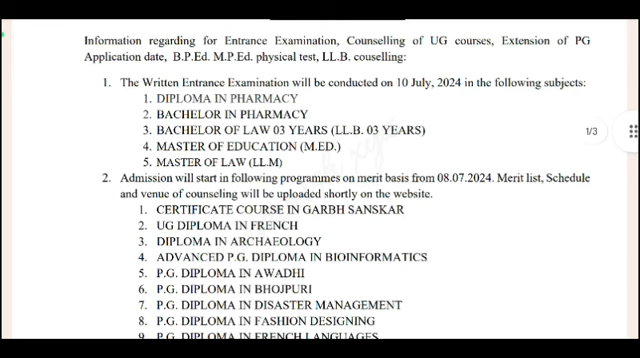 Information regarding for Entrance Examination, Counselling of UG courses, Extension of PG
Application date, B.P.Ed. M.P.Ed. physical test, LL.B. couselling:
1. The Written Entrance Examination will be conducted on 10 July, 2024 in the following subjects:
1. DIPLOMA IN PHARMACY
2. BACHELOR IN PHARMACY
3. BACHELOR OF LAW 03 YEARS (LL.B. 03 YEARS)
4. MASTER OF EDUCATION (M.ED.)
5. MASTER OF LAW (LL.M)
1/3
2. Admission will start in following programmes on merit basis from 08.07.2024. Merit list, Schedule
and venue of counseling will be uploaded shortly on the website.
1. CERTIFICATE COURSE IN GARBH SANSKAR
2. UG DIPLOMA IN FRENCH
3. DIPLOMA IN ARCHAEOLOGY
4. ADVANCED P.G. DIPLOMA IN BIOINFORMATICS
5. P.G. DIPLOMA IN AWADHI
6. P.G. DIPLOMA IN BHOJPURI
7. P.G. DIPLOMA IN DISASTER MANAGEMENT
8. P.G. DIPLOMA IN FASHION DESIGNING
9. P.G. DIPLOMA IN FRENCH LANGUAGES